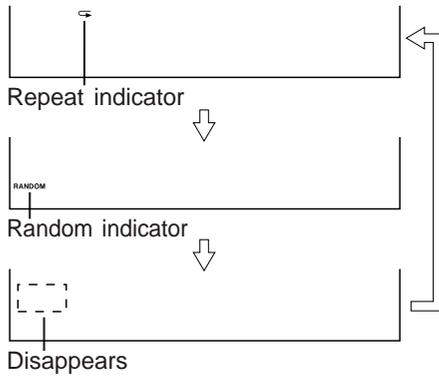 Repeat indicator
RANDOM
Random indicator
Disappears